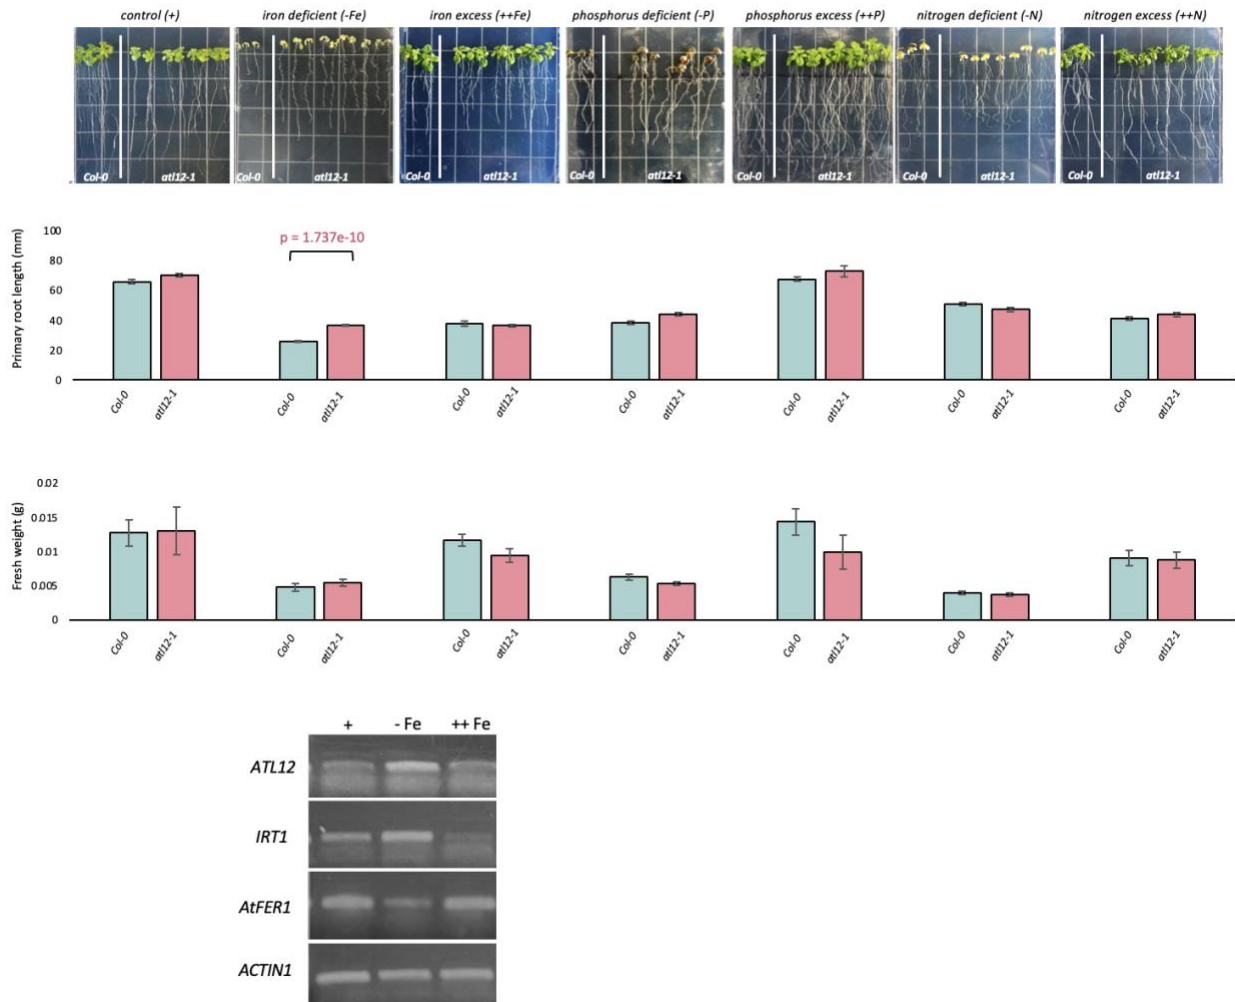 control (+) iron deficient (-Fe) iron excess (++Fe) phosphorus deficient (-P) phosphorus excess (++P) nitrogen deficient (-N) nitrogen excess (++N)
Col-0 atl12-1 Col-0 atl12-1 Col-0 atl12-1 Col-0 atl12-1 Col-0 atl12-1 Col-0 atl12-1 Col-0 atl12-1
Primary root length (mm)
100
80
60
40
20
0
p = 1.737e-10
Col-0 atl12-1 Col-0 atl12-1 Col-0 atl12-1 Col-0 atl12-1 Col-0 atl12-1 Col-0 atl12-1 Col-0 atl12-1
Fresh weight (g)
0.02
0.015
0.01
0.005
0
Col-0 atl12-1 Col-0 atl12-1 Col-0 atl12-1 Col-0 atl12-1 Col-0 atl12-1 Col-0 atl12-1 Col-0 atl12-1
+ - Fe ++ Fe
ATL12
IRT1
AtFER1
ACTIN1